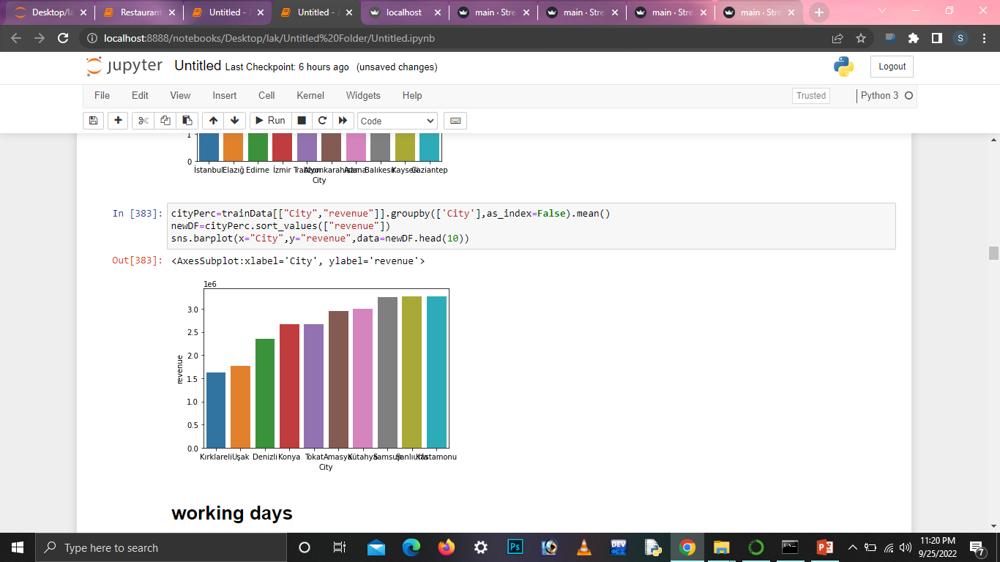 Desktop/la
Restaurant
Untitled - J
Untitled - J
localhost
main · Stre
main · Stre
main · Stre
main · Stre
localhost:8888/notebooks/Desktop/lak/Untitled%20Folder/Untitled.ipynb
S
jupyter Untitled Last Checkpoint: 6 hours ago (unsaved changes)
Logout
File Edit View Insert Cell Kernel Widgets Help
Trusted
Python 3
Run
Code
1
0
İstanbul Elazığ Edirne İzmir Trabzon Afyonkarahisar Adana Balıkesir Kayseri Gaziantep
City
In [383]:
cityPerc=trainData[["City","revenue"]].groupby(['City'],as_index=False).mean()
newDF=cityPerc.sort_values(["revenue"])
sns.barplot(x="City",y="revenue",data=newDF.head(10))
Out[383]: <AxesSubplot:xlabel='City', ylabel='revenue'>
1e6
3.0
2.5
2.0
1.5
1.0
0.5
0.0
revenue
Kırklareli Uşak Denizli Konya Tokat Amasya Kütahya Samsun Şanlıurfa Kastamonu
City
working days
Type here to search
Ps
DEV
11:20 PM
9/25/2022
7